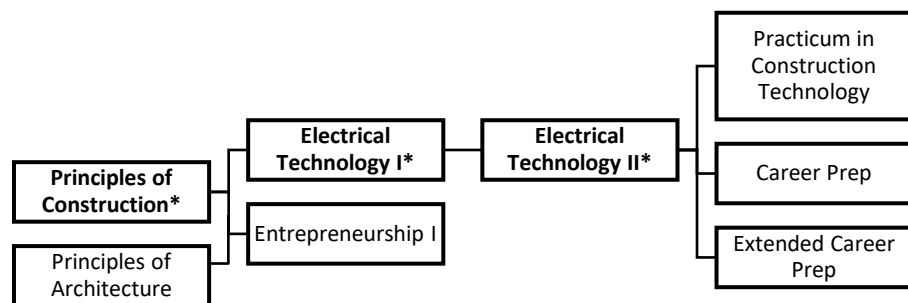 Principles of
Construction*
Principles of
Architecture
Electrical
Technology I*
Entrepreneurship I
Electrical
Technology II*
Practicum in
Construction
Technology
Career Prep
Extended Career
Prep